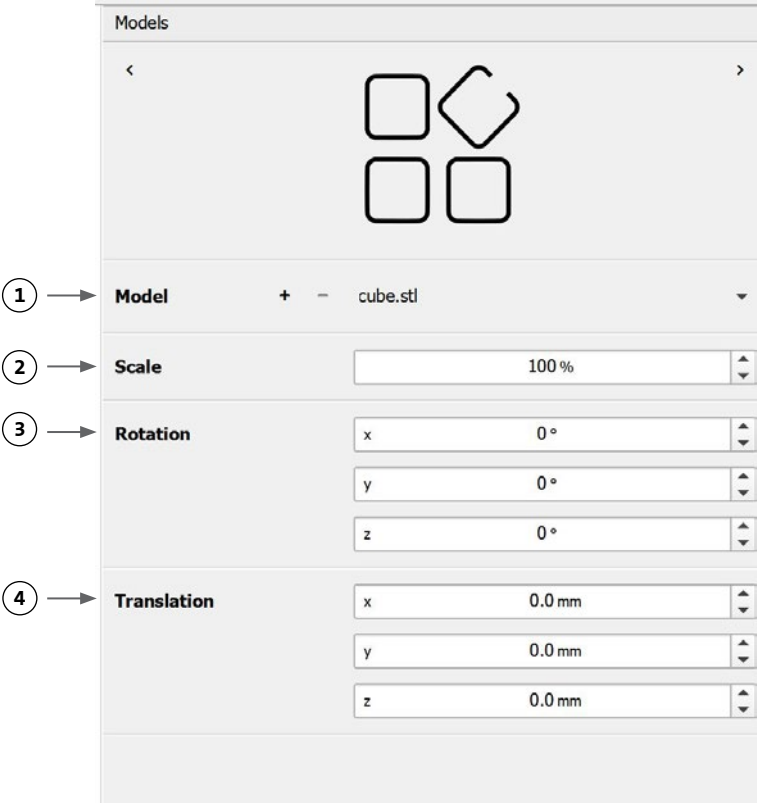 Models
< >
1 Model + − cube.stl
2 Scale 100 %
3 Rotation x 0 °
y 0 °
z 0 °
4 Translation x 0.0 mm
y 0.0 mm
z 0.0 mm